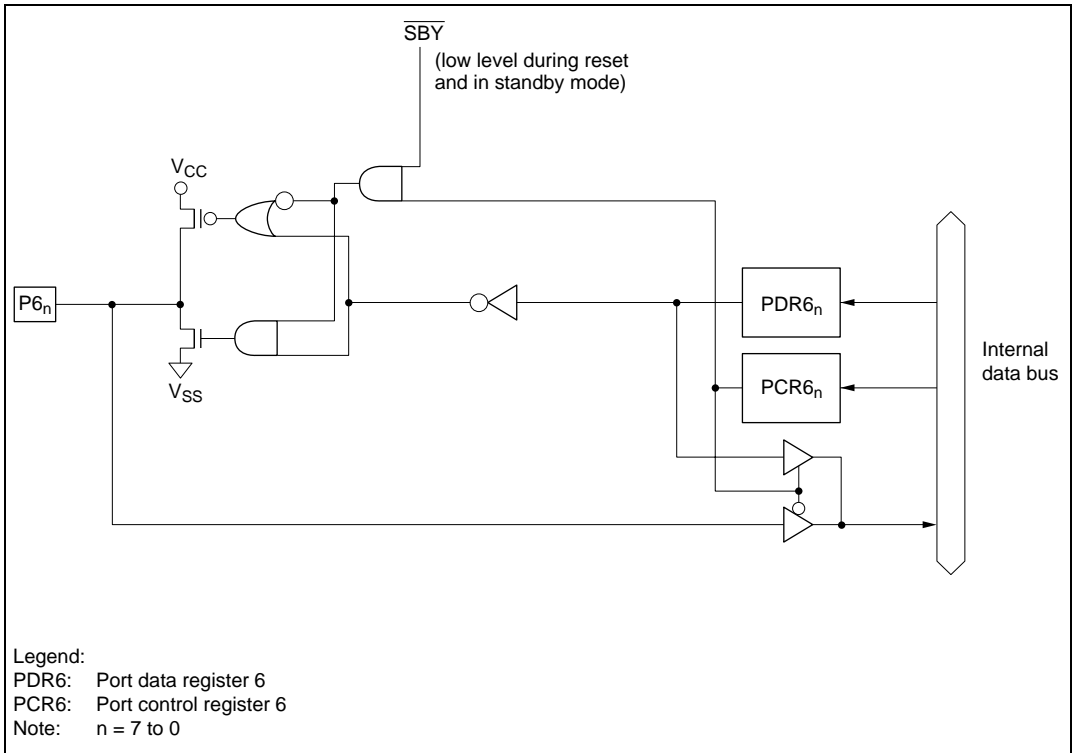 SBY
(low level during reset
and in standby mode)
VCC
P6n
VSS
PDR6n
PCR6n
Internal
data bus
Legend:
PDR6: Port data register 6
PCR6: Port control register 6
Note: n = 7 to 0